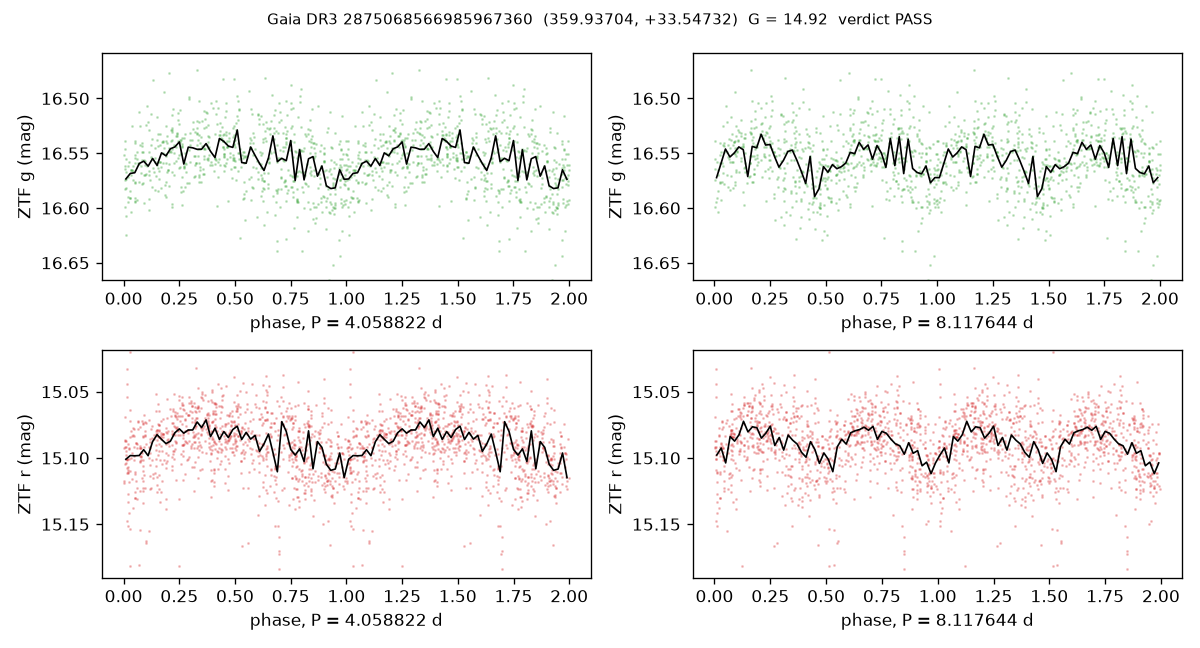 Gaia DR3 2875068566985967360  (359.93704, +33.54732)  G = 14.92  verdict PASS
ZTF g (mag)
16.50
16.55
16.60
16.65
0.00 0.25 0.50 0.75 1.00 1.25 1.50 1.75 2.00
phase, P = 4.058822 d
ZTF g (mag)
16.50
16.55
16.60
16.65
0.00 0.25 0.50 0.75 1.00 1.25 1.50 1.75 2.00
phase, P = 8.117644 d
ZTF r (mag)
15.05
15.10
15.15
0.00 0.25 0.50 0.75 1.00 1.25 1.50 1.75 2.00
phase, P = 4.058822 d
ZTF r (mag)
15.05
15.10
15.15
0.00 0.25 0.50 0.75 1.00 1.25 1.50 1.75 2.00
phase, P = 8.117644 d